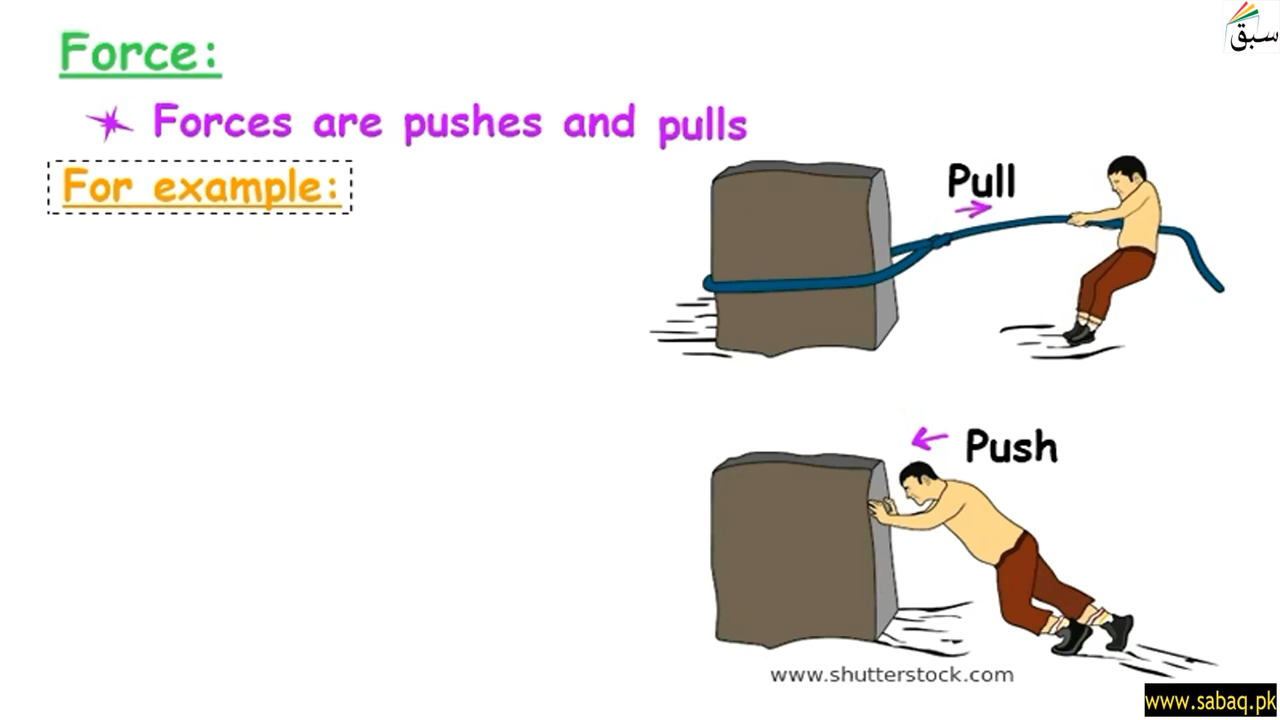 سبق
Force:
Forces are pushes and pulls
For example:
Pull
Push
www.shutterstock.com
www.sabaq.pk